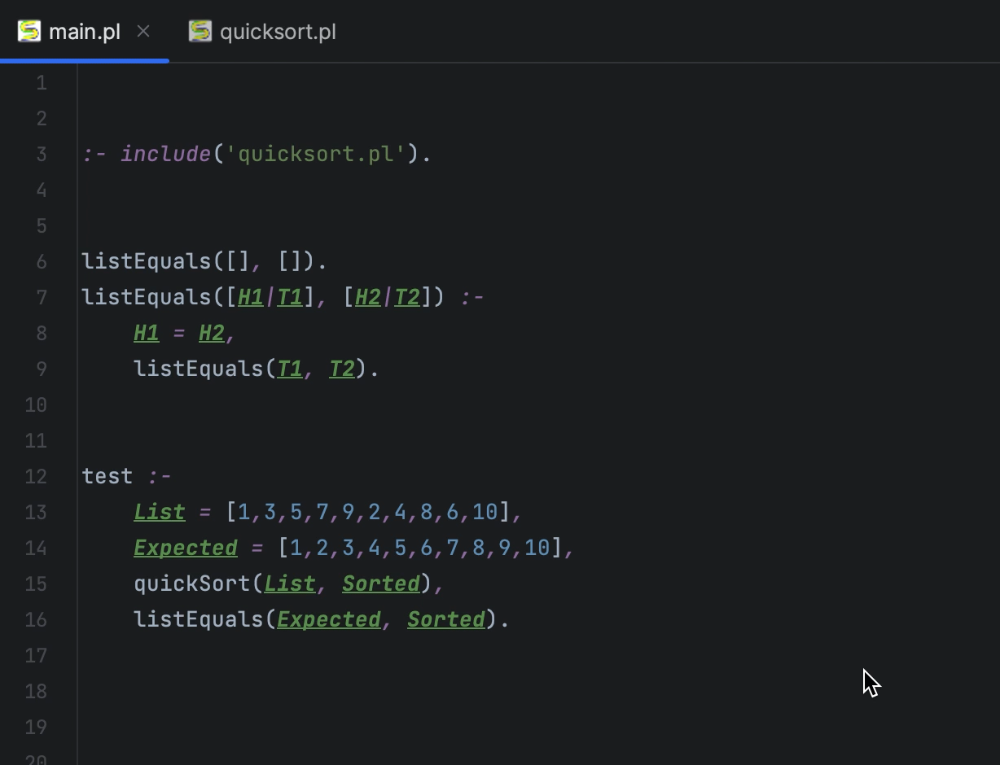 main.pl quicksort.pl
1
2
3 :- include('quicksort.pl').
4
5
6 listEquals([], []).
7 listEquals([H1|T1], [H2|T2]) :-
8     H1 = H2,
9     listEquals(T1, T2).
10
11
12 test :-
13     List = [1,3,5,7,9,2,4,8,6,10],
14     Expected = [1,2,3,4,5,6,7,8,9,10],
15     quickSort(List, Sorted),
16     listEquals(Expected, Sorted).
17
18
19
20